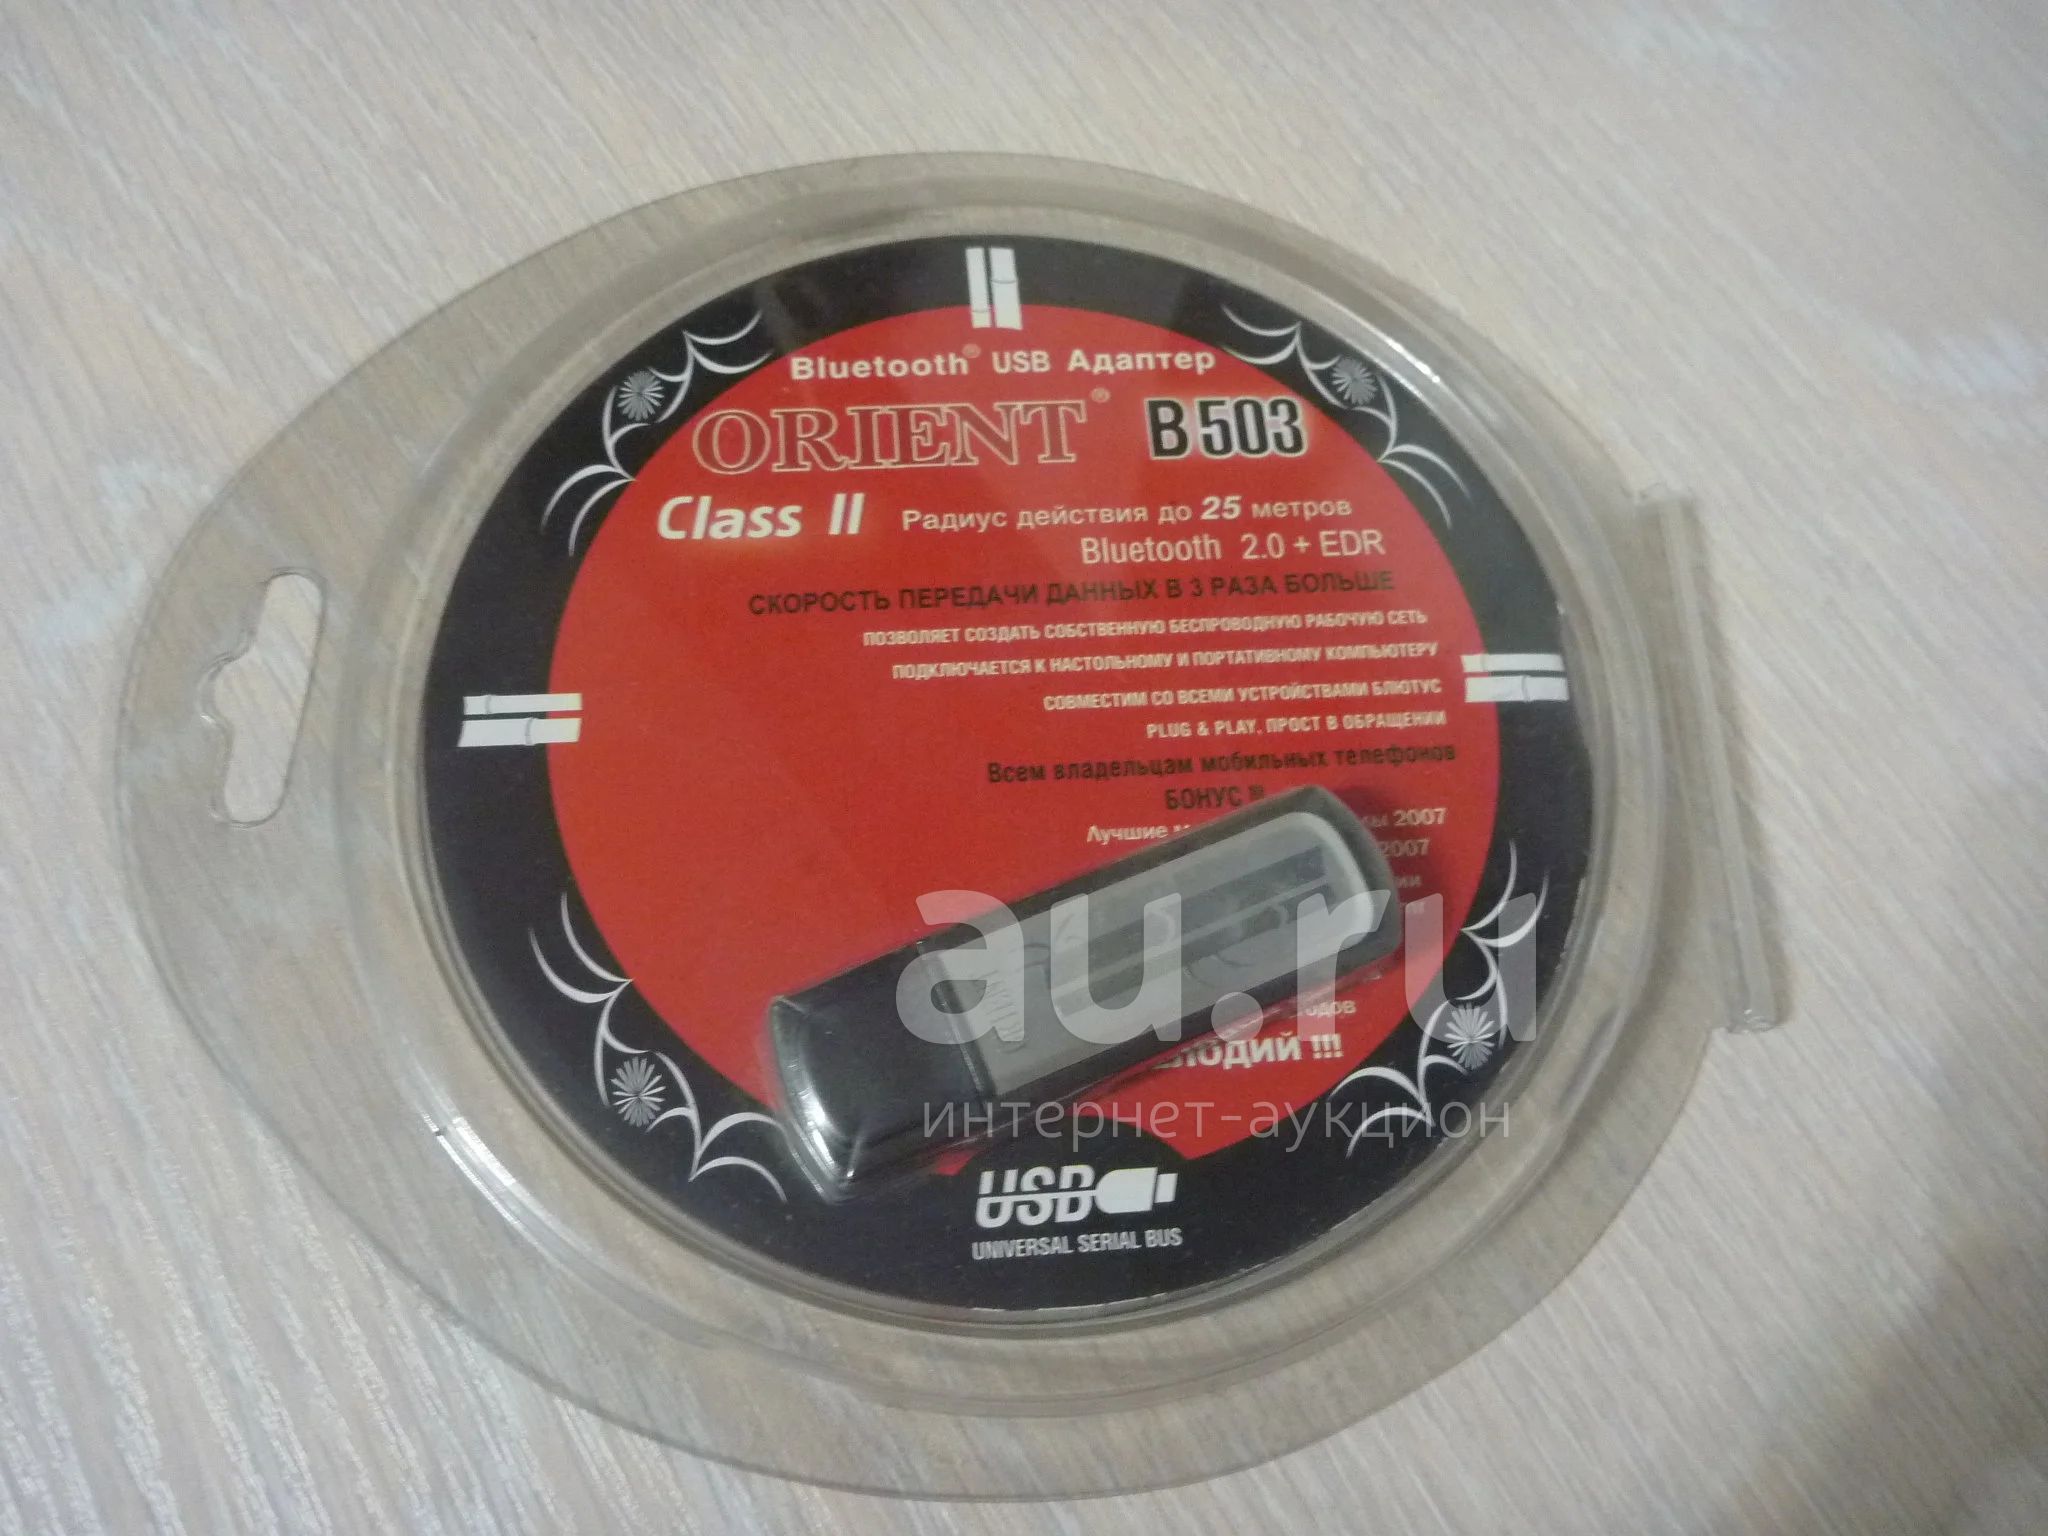 Bluetooth® USB Адаптер
ORIENT® B503
Class II Радиус действия до 25 метров
Bluetooth 2.0 + EDR
СКОРОСТЬ ПЕРЕДАЧИ ДАННЫХ В 3 РАЗА БОЛЬШЕ
ПОЗВОЛЯЕТ СОЗДАТЬ СОБСТВЕННУЮ БЕСПРОВОДНУЮ РАБОЧУЮ СЕТЬ
ПОДКЛЮЧАЕТСЯ К НАСТОЛЬНОМУ И ПОРТАТИВНОМУ КОМПЬЮТЕРУ
СОВМЕСТИМ СО ВСЕМИ УСТРОЙСТВАМИ БЛЮТУС
PLUG & PLAY, ПРОСТ В ОБРАЩЕНИИ
Всем владельцам мобильных телефонов
БОНУС !!!
Лучшие 2007
2007
!!!
au.ru
интернет-аукцион
USB
UNIVERSAL SERIAL BUS